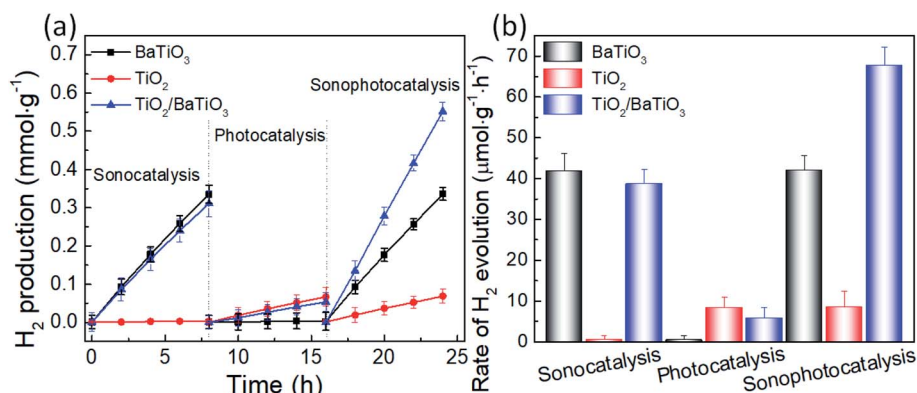 (a)
H₂ production (mmol·g⁻¹)
0.7
0.6
0.5
0.4
0.3
0.2
0.1
0.0
BaTiO₃
TiO₂
TiO₂/BaTiO₃
Sonocatalysis
Photocatalysis
Sonophotocatalysis
0 5 10 15 20 25
Time (h)
(b)
Rate of H₂ evolution (μmol·g⁻¹·h⁻¹)
70
60
50
40
30
20
10
0
BaTiO₃
TiO₂
TiO₂/BaTiO₃
Sonocatalysis
Photocatalysis
Sonophotocatalysis